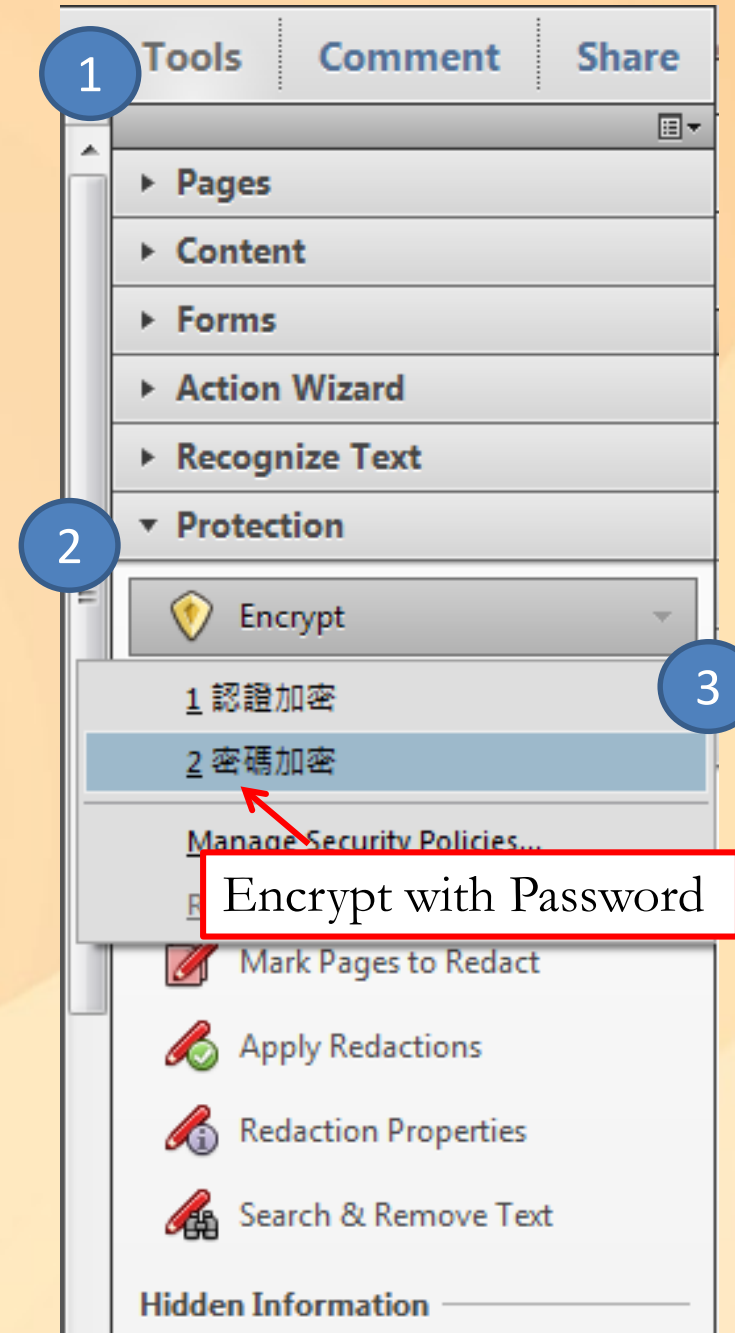 1
Tools Comment Share
Pages
Content
Forms
Action Wizard
Recognize Text
2
Protection
Encrypt
1 認證加密
3
2 密碼加密
Manage Security Policies...
Encrypt with Password
R
Mark Pages to Redact
Apply Redactions
Redaction Properties
Search & Remove Text
Hidden Information